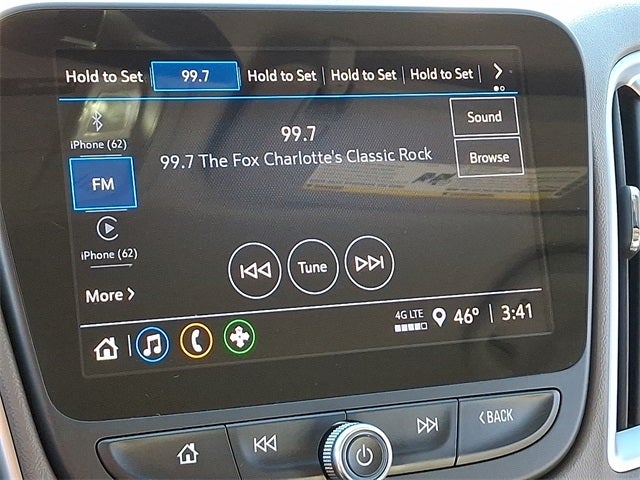 Hold to Set 99.7 Hold to Set Hold to Set Hold to Set
iPhone (62)
99.7
Sound
99.7 The Fox Charlotte's Classic Rock
Browse
FM
iPhone (62)
Tune
More
4G LTE
46° 3:41
BACK